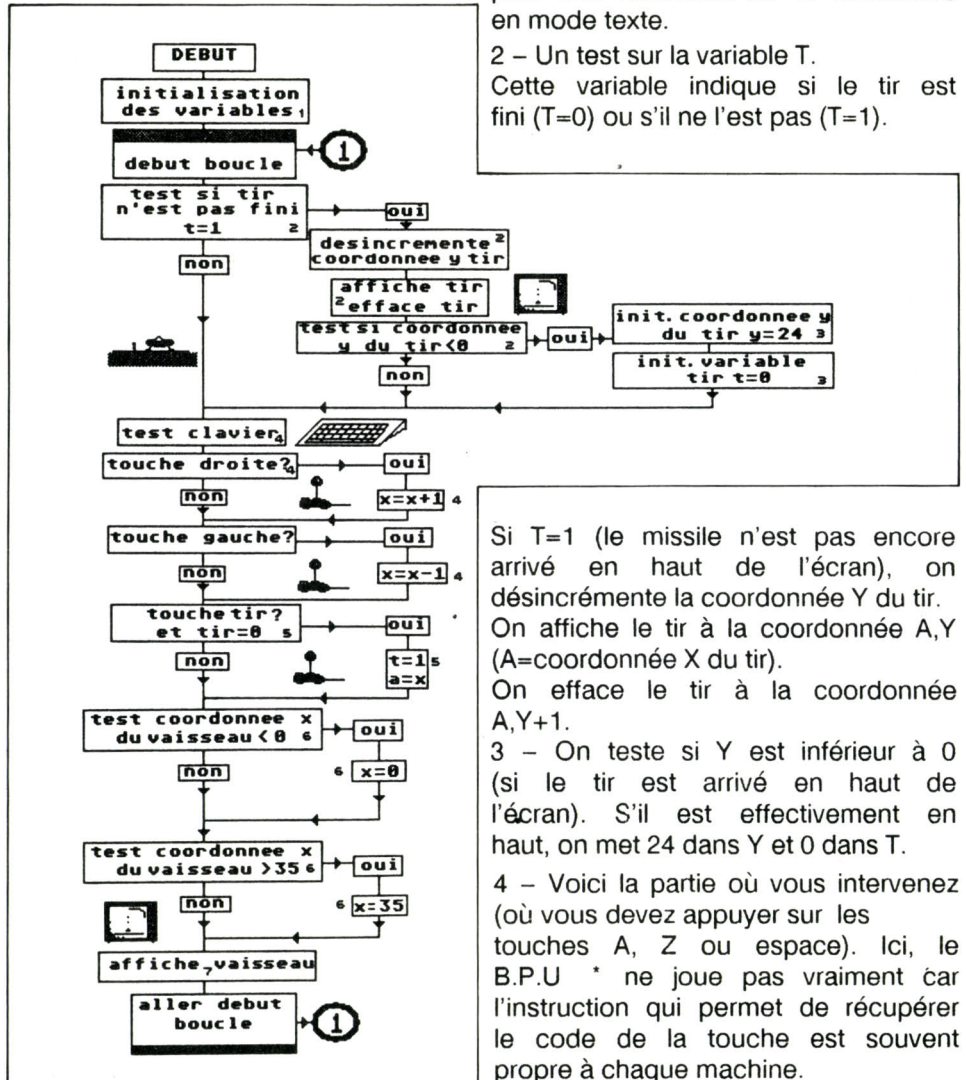 en mode texte.
2 – Un test sur la variable T.
Cette variable indique si le tir est
fini (T=0) ou s'il ne l'est pas (T=1).
DEBUT
initialisation
des variables 1
debut boucle
1
test si tir
n'est pas fini
t=1 2
oui
non
desincremente 2
coordonnee y tir
affiche tir
2 efface tir
test si coordonnee
y du tir<0 2
oui
init. coordonnee y
du tir y=24 3
init. variable
tir t=0 3
non
test clavier 4
touche droite? 4
oui
non
x=x+1 4
touche gauche?
oui
non
x=x-1 4
touche tir?
et tir=0 5
oui
non
t=1 5
a=x
test coordonnee x
du vaisseau <0 6
oui
non
6 x=0
test coordonnee x
du vaisseau >35 6
oui
non
6 x=35
affiche 7 vaisseau
aller debut
boucle
1
Si T=1 (le missile n'est pas encore
arrivé en haut de l'écran), on
désincrémente la coordonnée Y du tir.
On affiche le tir à la coordonnée A,Y
(A=coordonnée X du tir).
On efface le tir à la coordonnée
A,Y+1.
3 – On teste si Y est inférieur à 0
(si le tir est arrivé en haut de
l'écran). S'il est effectivement en
haut, on met 24 dans Y et 0 dans T.
4 – Voici la partie où vous intervenez
(où vous devez appuyer sur les
touches A, Z ou espace). Ici, le
B.P.U * ne joue pas vraiment car
l'instruction qui permet de récupérer
le code de la touche est souvent
propre à chaque machine.